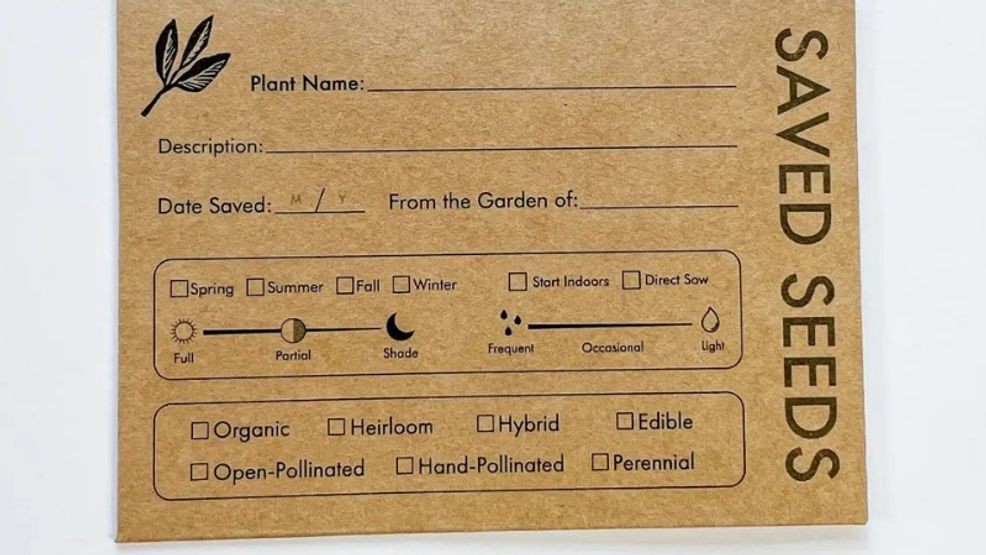 Plant Name:
Description:
Date Saved: M / Y From the Garden of:
Spring Summer Fall Winter Start Indoors Direct Sow
Full Partial Shade Frequent Occasional Light
Organic Heirloom Hybrid Edible
Open-Pollinated Hand-Pollinated Perennial
SAVED SEEDS